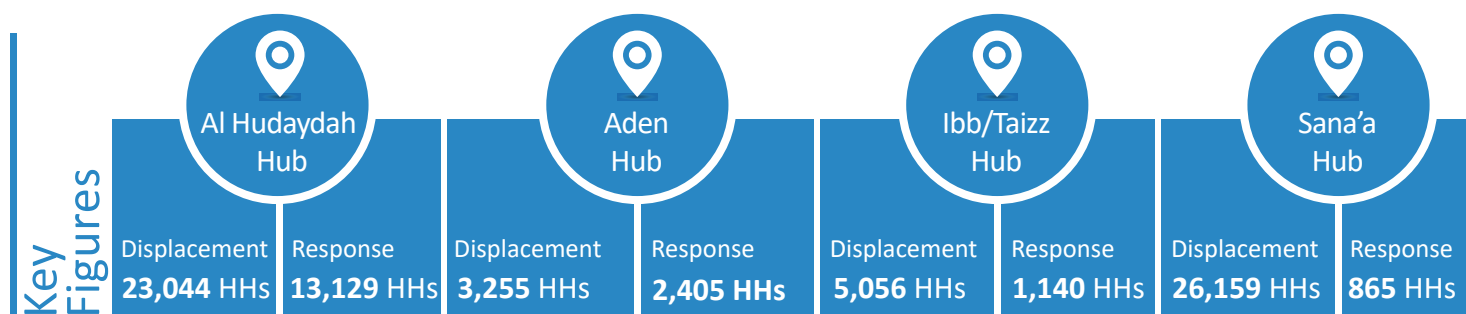 Key
Figures
Al Hudaydah
Hub
Displacement
23,044 HHs
Response
13,129 HHs
Aden
Hub
Displacement
3,255 HHs
Response
2,405 HHs
Ibb/Taizz
Hub
Displacement
5,056 HHs
Response
1,140 HHs
Sana’a
Hub
Displacement
26,159 HHs
Response
865 HHs